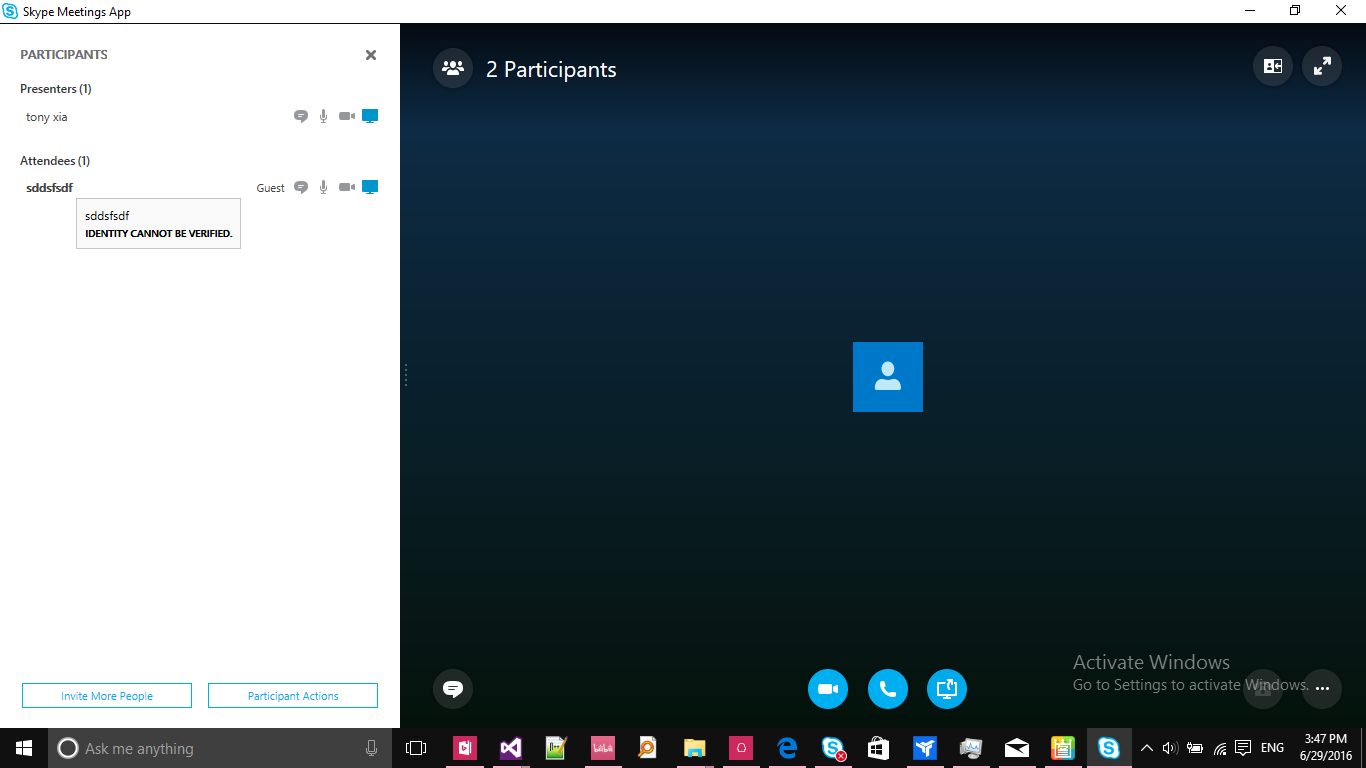 Skype Meetings App
PARTICIPANTS
2 Participants
Presenters (1)
tony xia
Attendees (1)
sddsfsdf Guest
sddsfsdf
IDENTITY CANNOT BE VERIFIED.
Activate Windows
Go to Settings to activate Windows.
Invite More People
Participant Actions
Ask me anything
ENG
3:47 PM
6/29/2016